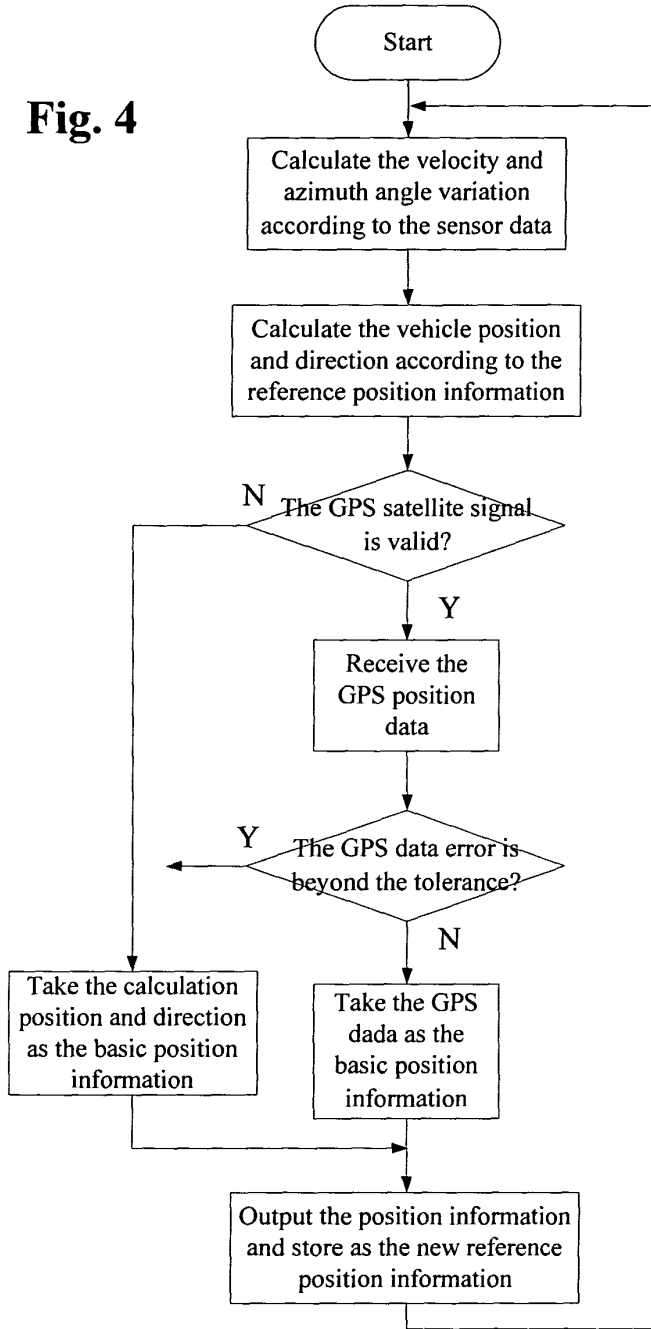 Start
Fig. 4
Calculate the velocity and
azimuth angle variation
according to the sensor data
Calculate the vehicle position
and direction according to the
reference position information
N
The GPS satellite signal
is valid?
Y
Receive the
GPS position
data
Y
The GPS data error is
beyond the tolerance?
N
Take the calculation
position and direction
as the basic position
information
Take the GPS
dada as the
basic position
information
Output the position information
and store as the new reference
position information